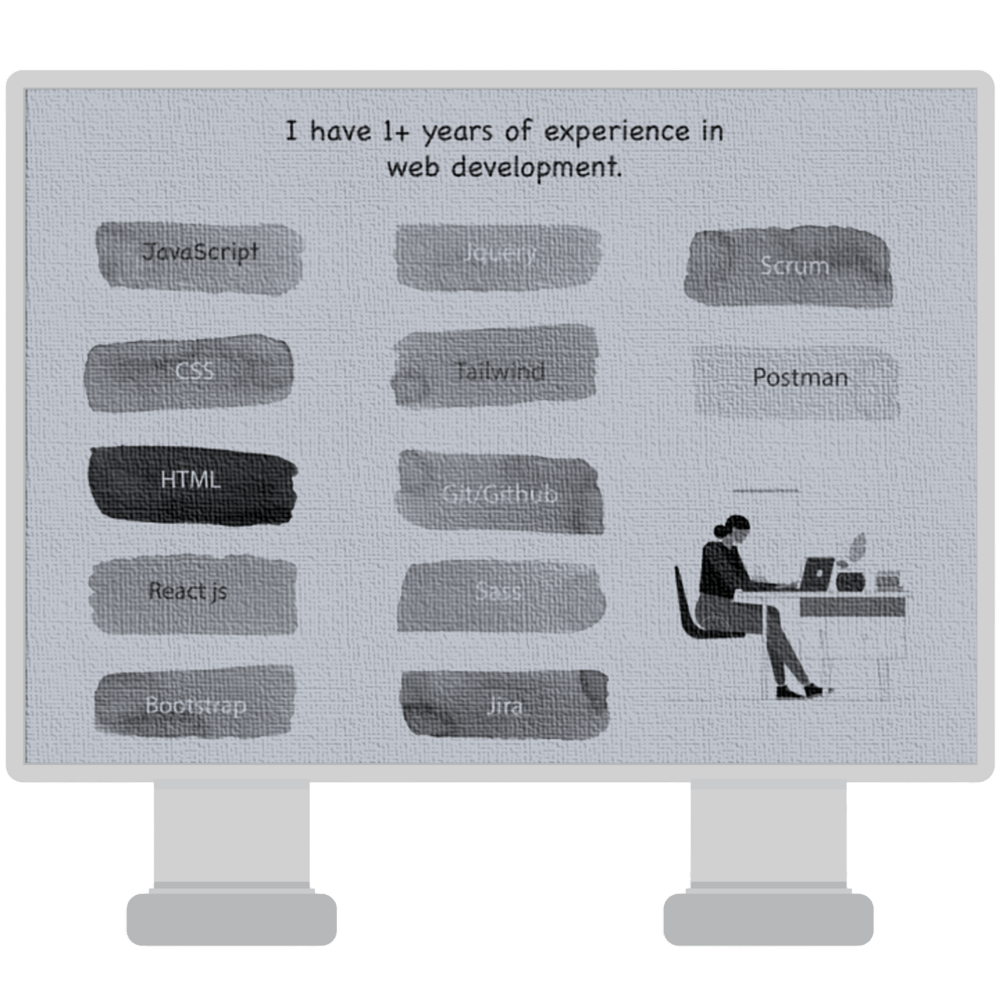 I have 1+ years of experience in
web development.
JavaScript
CSS
HTML
React js
Bootstrap
Jquery
Tailwind
Git/Github
Sass
Jira
Scrum
Postman